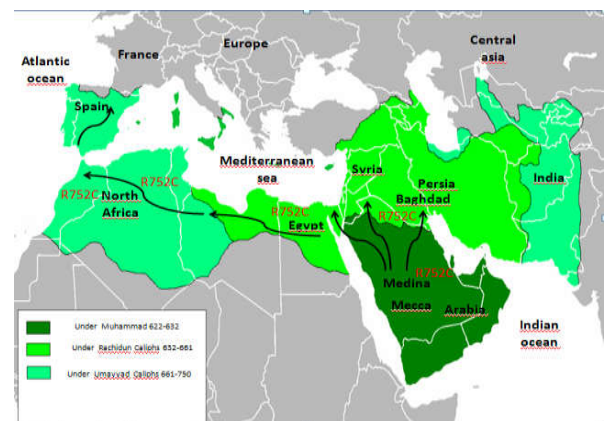 Atlantic
ocean
France
Europe
Central
asia
Spain
Mediterranean
sea
Syria
Persia
Baghdad
India
R752C
North
Africa
R752C
R752C
Egypt
R752C
R752C
Medina
Mecca
Arabia
Indian
ocean
Under Muhammad 622-632
Under Rachidun Caliphs 632-661
Under Umayyad Caliphs 661-750